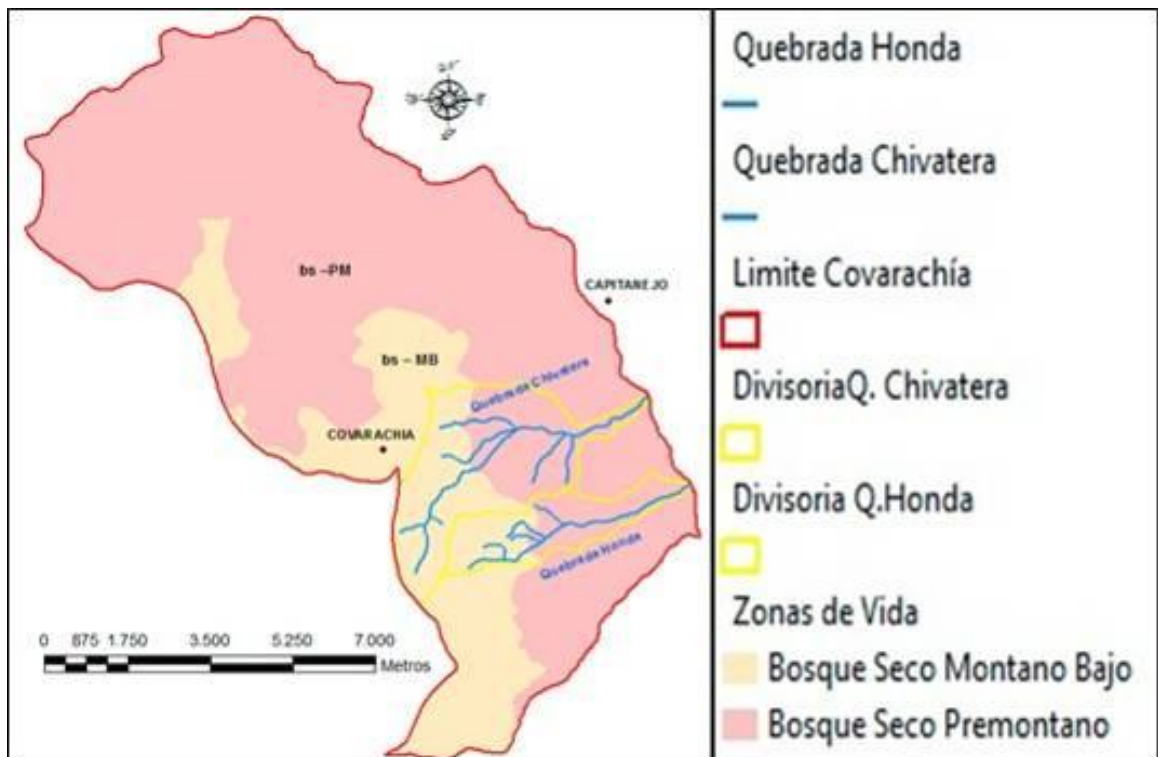 bs –PM
CAPITANEJO
bs – MB
Quebrada Chivatera
COVARACHIA
Quebrada Honda
0 875 1.750 3.500 5.250 7.000
Metros
Quebrada Honda
Quebrada Chivatera
Limite Covarachía
DivisoriaQ. Chivatera
Divisoria Q.Honda
Zonas de Vida
Bosque Seco Montano Bajo
Bosque Seco Premontano